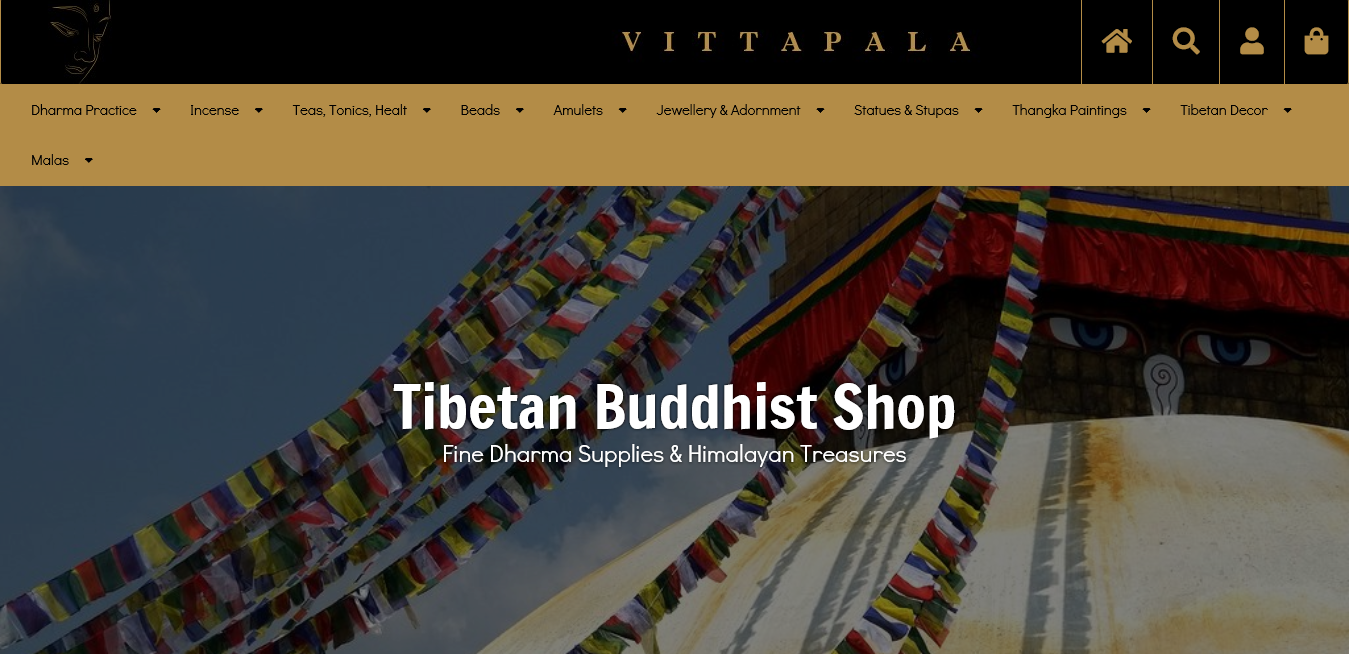 VITTAPALA
Dharma Practice Incense Teas, Tonics, Healt Beads Amulets Jewellery & Adornment Statues & Stupas Thangka Paintings Tibetan Decor
Malas
Tibetan Buddhist Shop
Fine Dharma Supplies & Himalayan Treasures